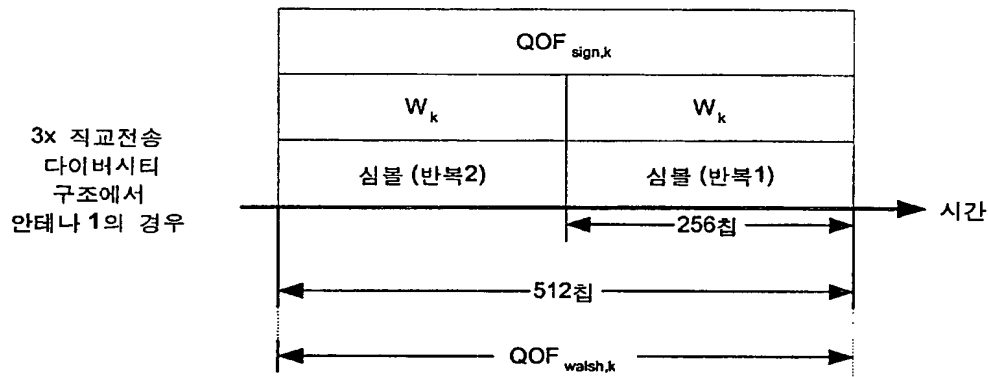 QOF sign,k
W k W k
3x 직교전송
다이버시티
구조에서
안테나 1의 경우
심볼 (반복2) 심볼 (반복1)
시간
256칩
512칩
QOF walsh,k